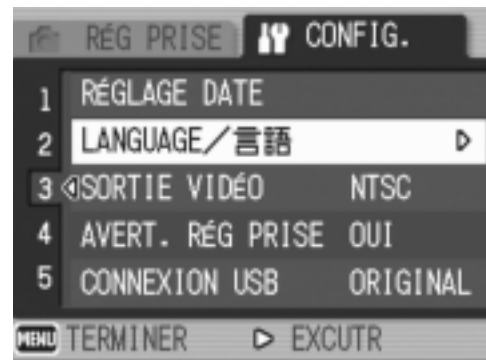 RÉG PRISE CONFIG.
1 RÉGLAGE DATE
2 LANGUAGE/言語
3 SORTIE VIDÉO NTSC
4 AVERT. RÉG PRISE OUI
5 CONNEXION USB ORIGINAL
MENU TERMINER EXCUTR